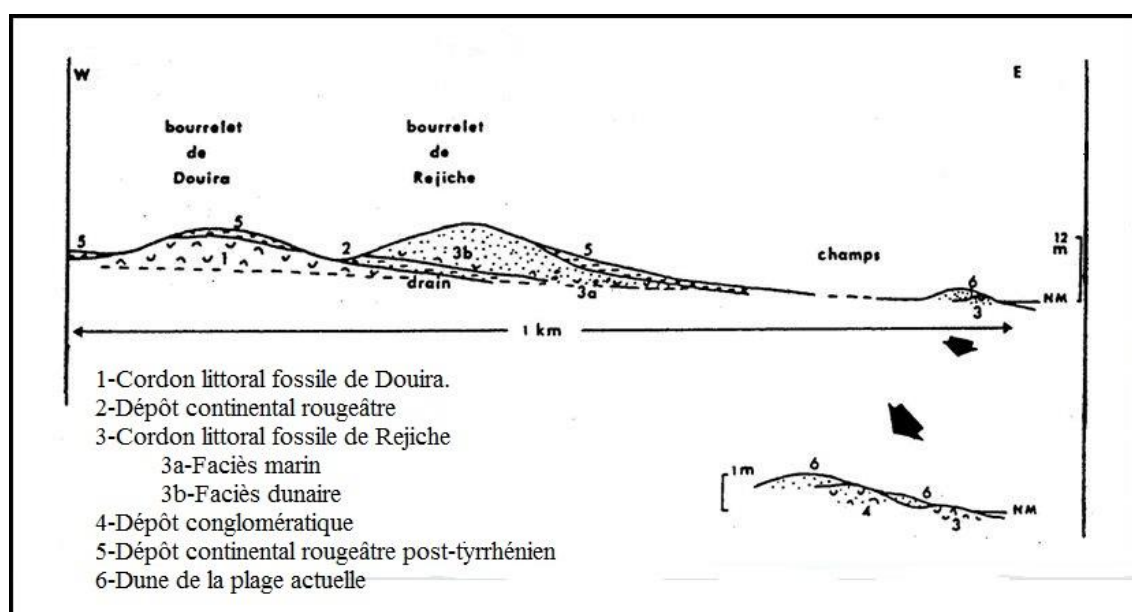 W
E
bourrelet
de
Douira
bourrelet
de
Rejiche
5
5
1
2
3b
5
12
m
champs
drain
3a
6
NM
3
1 km
1-Cordon littoral fossile de Douira.
2-Dépôt continental rougeâtre
3-Cordon littoral fossile de Rejiche
3a-Faciès marin
3b-Faciès dunaire
4-Dépôt conglomératique
5-Dépôt continental rougeâtre post-tyrrhénien
6-Dune de la plage actuelle
1m
6
6
4
3
NM